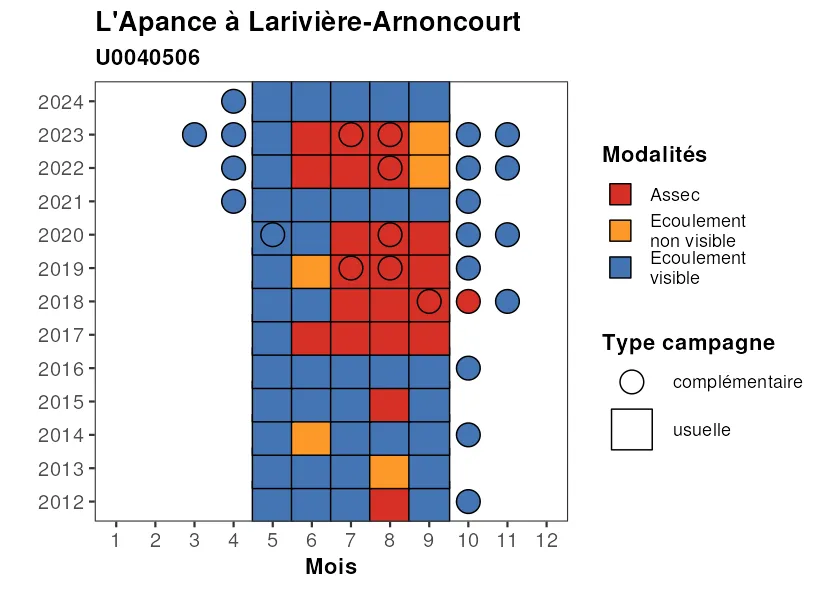 L'Apance à Larivière-Arnoncourt
U0040506
2024
2023
2022
2021
2020
2019
2018
2017
2016
2015
2014
2013
2012
1 2 3 4 5 6 7 8 9 10 11 12
Mois
Modalités
Assec
Ecoulement
non visible
Ecoulement
visible
Type campagne
complémentaire
usuelle